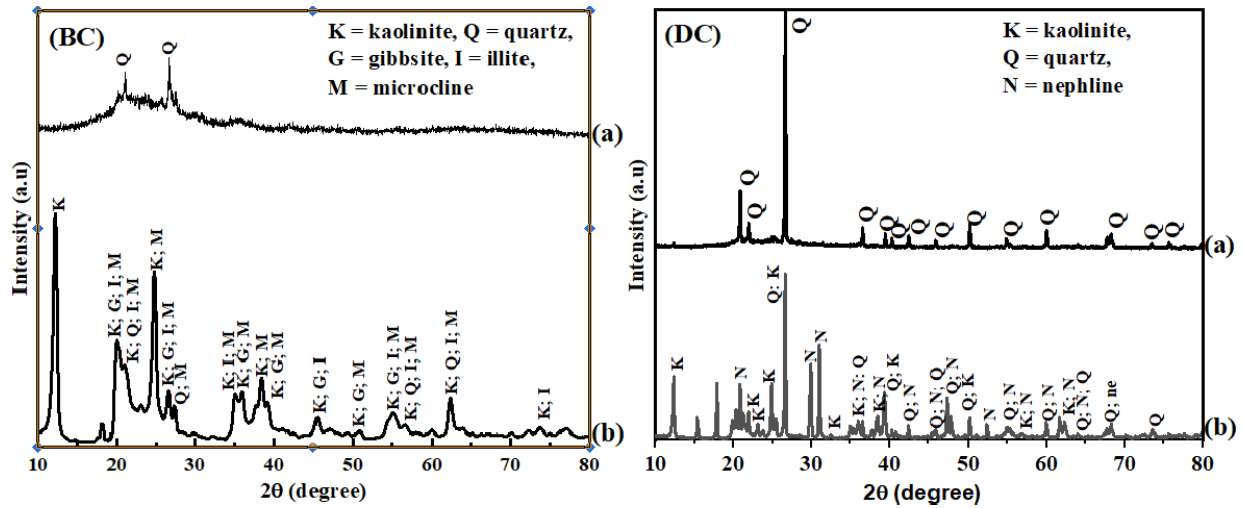 (BC)
K = kaolinite, Q = quartz,
G = gibbsite, I = illite,
M = microcline
Q
Q
(a)
K
K; G; I; M
K; Q; I; M
K; M
K; G; I; M
Q; M
K; I; M
K; G; M
K; M
K; G; M
K; G; I
K; G; M
K; G; I; M
K; Q; I; M
K; Q; I; M
K; I
(b)
Intensity (a.u)
10 20 30 40 50 60 70 80
2θ (degree)
(DC)
K = kaolinite,
Q = quartz,
N = nephline
Q
Q
Q
Q
Q
Q
Q
Q
Q
Q
Q
Q
Q
Q
(a)
K
N
K
K
K
Q; K
N
N
K
K; N; Q
K; N
Q; K
Q; N
Q; N; Q
Q; N
Q; K
N
Q; N
K; N
Q; N
K; N
Q; N; Q
Q; ne
Q
(b)
Intensity (a.u)
10 20 30 40 50 60 70 80
2θ (degree)